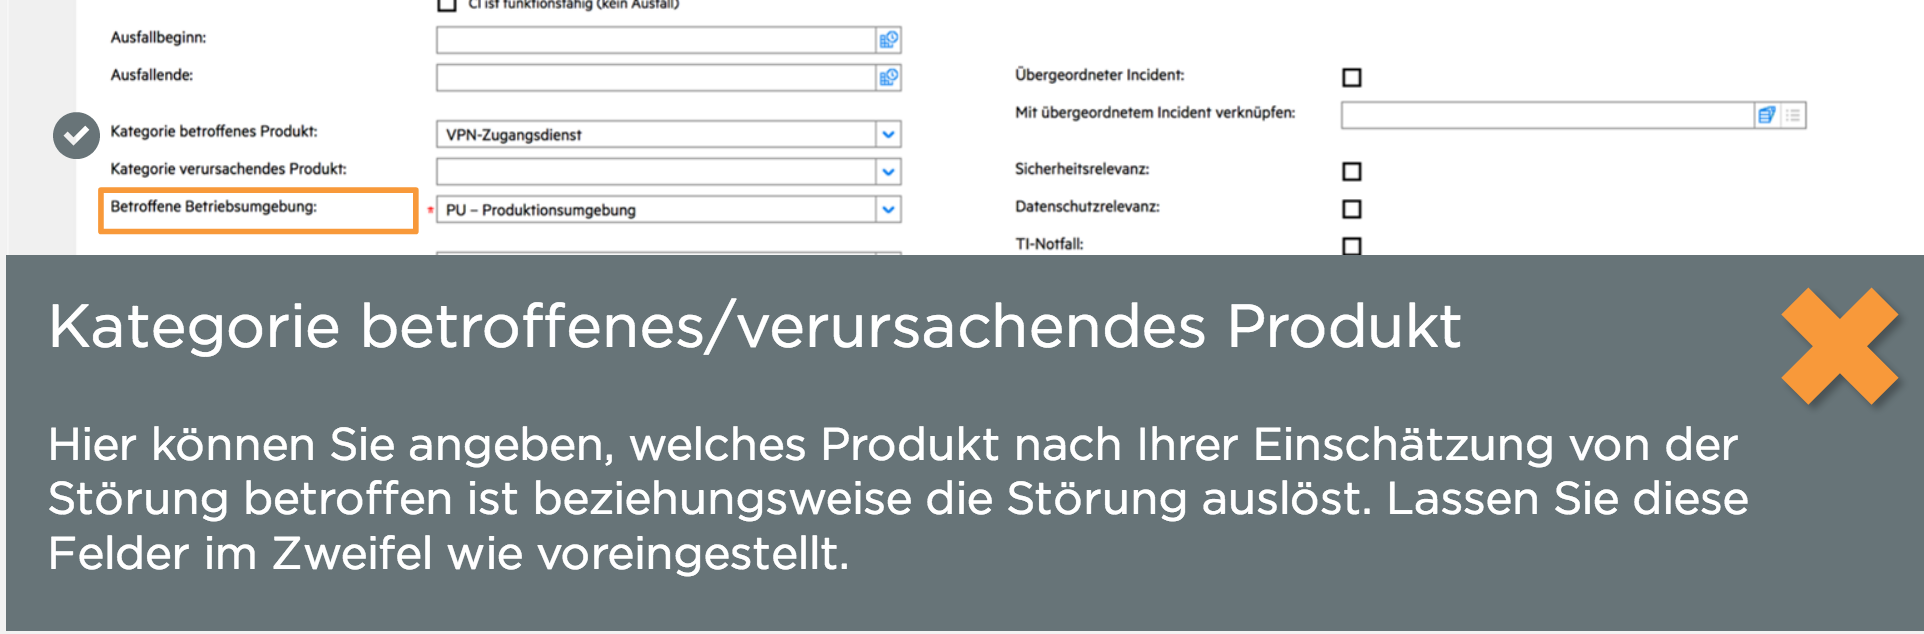 CI ist funktionsfähig (kein Ausfall)
Ausfallbeginn:
Ausfallende:
Übergeordneter Incident:
Mit übergeordnetem Incident verknüpfen:
Kategorie betroffenes Produkt:
VPN-Zugangsdienst
Kategorie verursachendes Produkt:
Sicherheitsrelevanz:
Betroffene Betriebsumgebung:
* PU – Produktionsumgebung
Datenschutzrelevanz:
TI-Notfall:
Kategorie betroffenes/verursachendes Produkt
Hier können Sie angeben, welches Produkt nach Ihrer Einschätzung von der
Störung betroffen ist beziehungsweise die Störung auslöst. Lassen Sie diese
Felder im Zweifel wie voreingestellt.